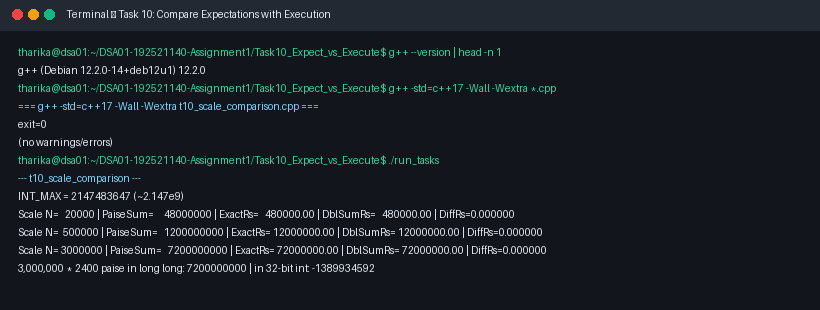 Terminal ▯ Task 10: Compare Expectations with Execution
tharika@dsa01:~/DSA01-192521140-Assignment1/Task10_Expect_vs_Execute$ g++ --version | head -n 1
g++ (Debian 12.2.0-14+deb12u1) 12.2.0
tharika@dsa01:~/DSA01-192521140-Assignment1/Task10_Expect_vs_Execute$ g++ -std=c++17 -Wall -Wextra *.cpp
=== g++ -std=c++17 -Wall -Wextra t10_scale_comparison.cpp ===
exit=0
(no warnings/errors)
tharika@dsa01:~/DSA01-192521140-Assignment1/Task10_Expect_vs_Execute$ ./run_tasks
--- t10_scale_comparison ---
INT_MAX = 2147483647 (~2.147e9)
Scale N=   20000 | PaiseSum=    48000000 | ExactRs=   480000.00 | DblSumRs=   480000.00 | DiffRs=0.000000
Scale N=  500000 | PaiseSum=   1200000000 | ExactRs= 12000000.00 | DblSumRs= 12000000.00 | DiffRs=0.000000
Scale N= 3000000 | PaiseSum=   7200000000 | ExactRs= 72000000.00 | DblSumRs= 72000000.00 | DiffRs=0.000000
3,000,000 * 2400 paise in long long: 7200000000 | in 32-bit int: -1389934592